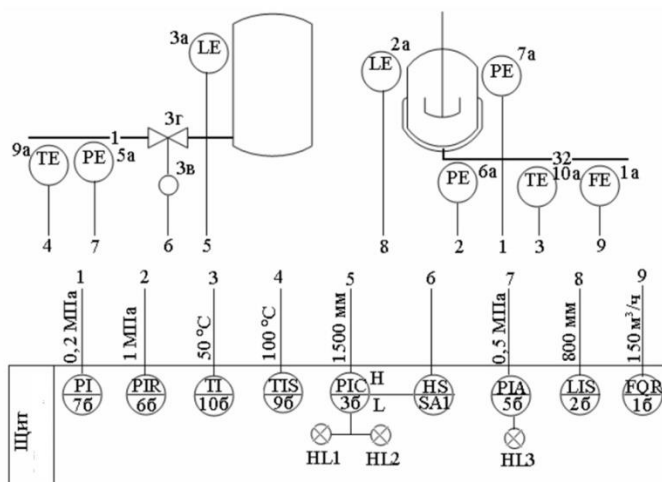 3а
LE
2а
LE
7а
PE
3г
1
9а
TE
PE
5а
3в
32
PE
6а
TE
10а
FE
1а
4
7
6
5
8
2
1
3
9
1
2
3
4
5
6
7
8
9
0,2 МПа
1 МПа
50 °С
100 °С
1500 мм
0,5 МПа
800 мм
150 м³/ч
Щит
PI
7б
PIR
6б
TI
10б
TIS
9б
PIC
3б
H
L
HS
SA1
PIA
5б
LIS
2б
FQR
1б
HL1
HL2
HL3